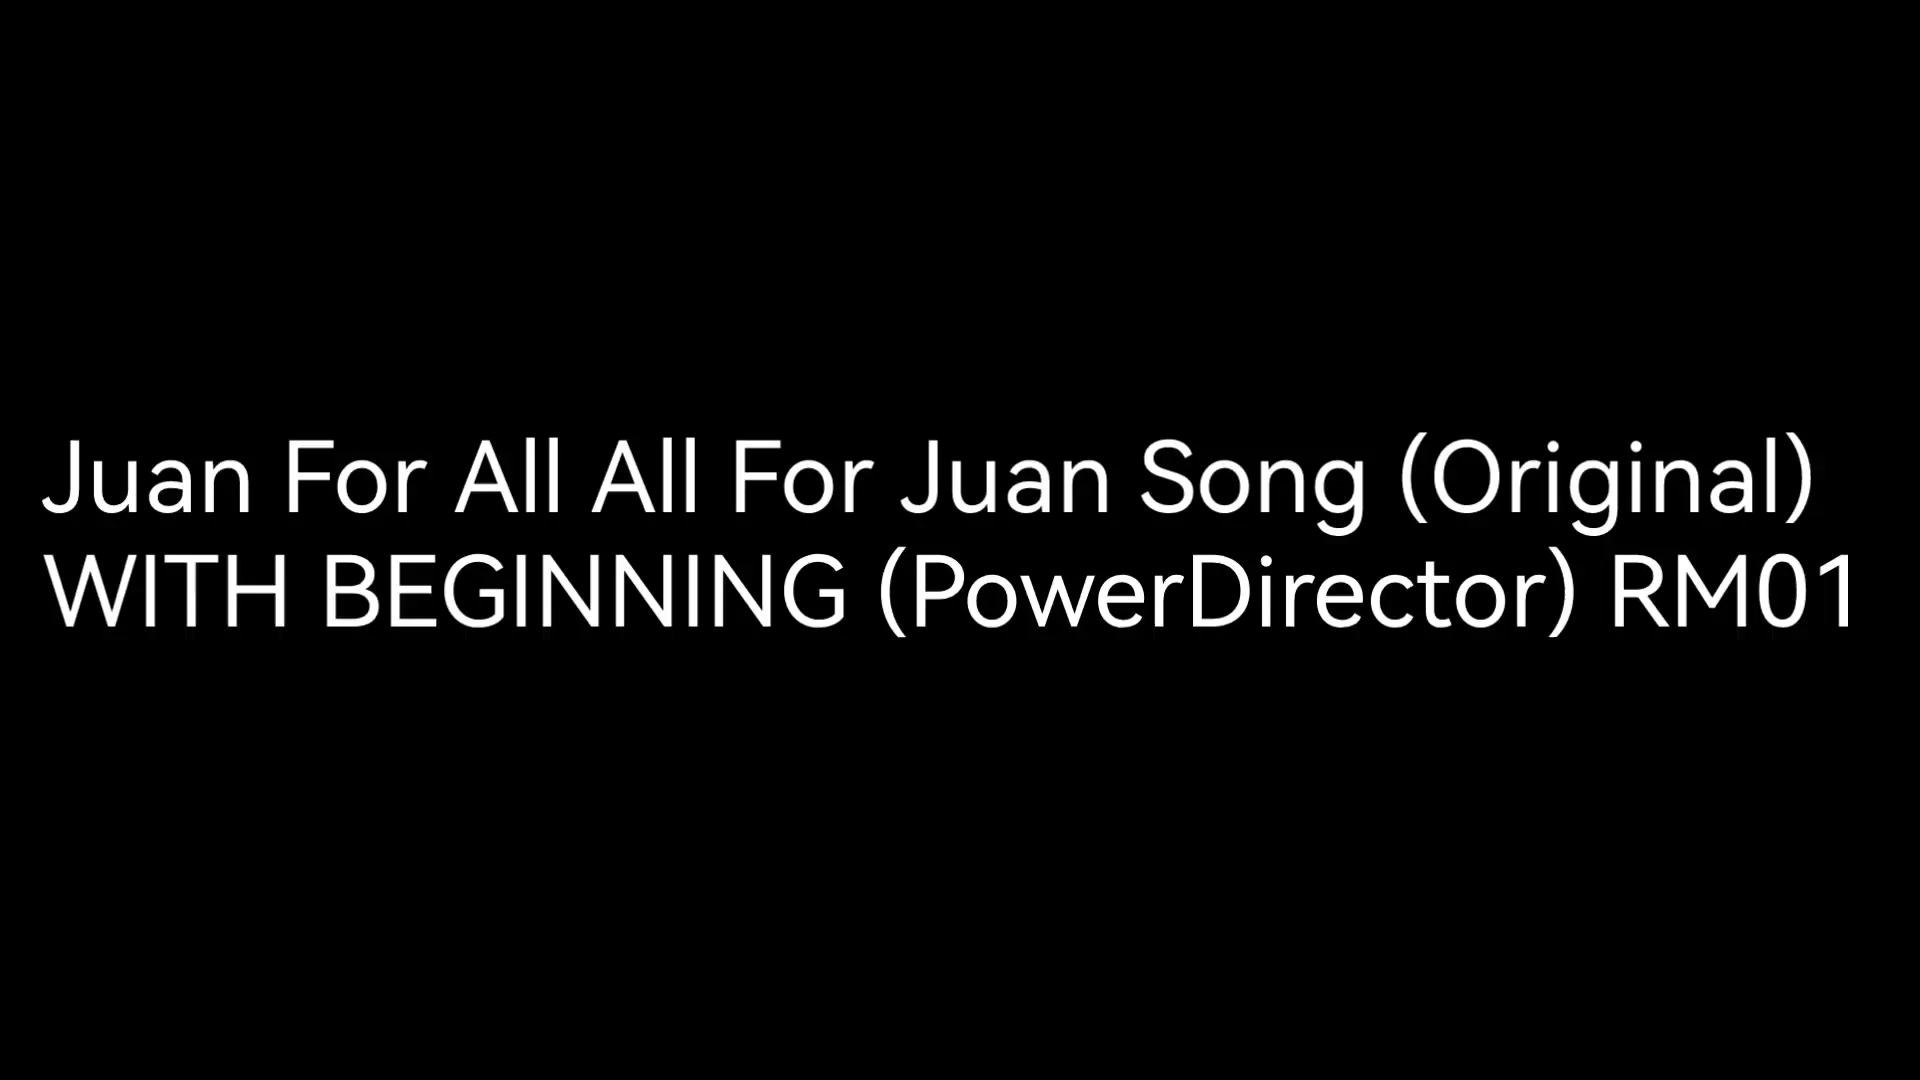 Juan For All All For Juan Song (Original)
WITH BEGINNING (PowerDirector) RM01